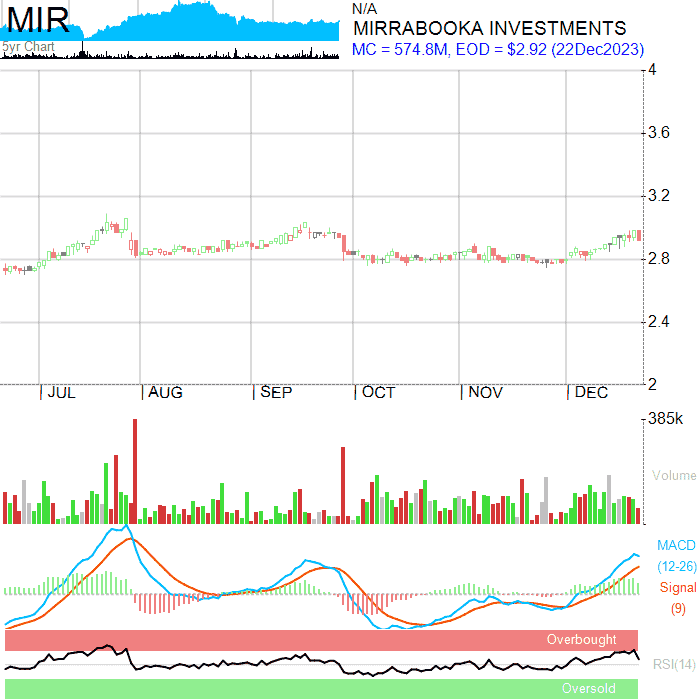 MIR
5yr Chart
N/A
MIRRABOOKA INVESTMENTS
MC = 574.8M, EOD = $2.92 (22Dec2023)
4
3.6
3.2
2.8
2.4
2
JUL AUG SEP OCT NOV DEC
385k
Volume
MACD
(12-26)
Signal
(9)
Overbought
RSI(14)
Oversold